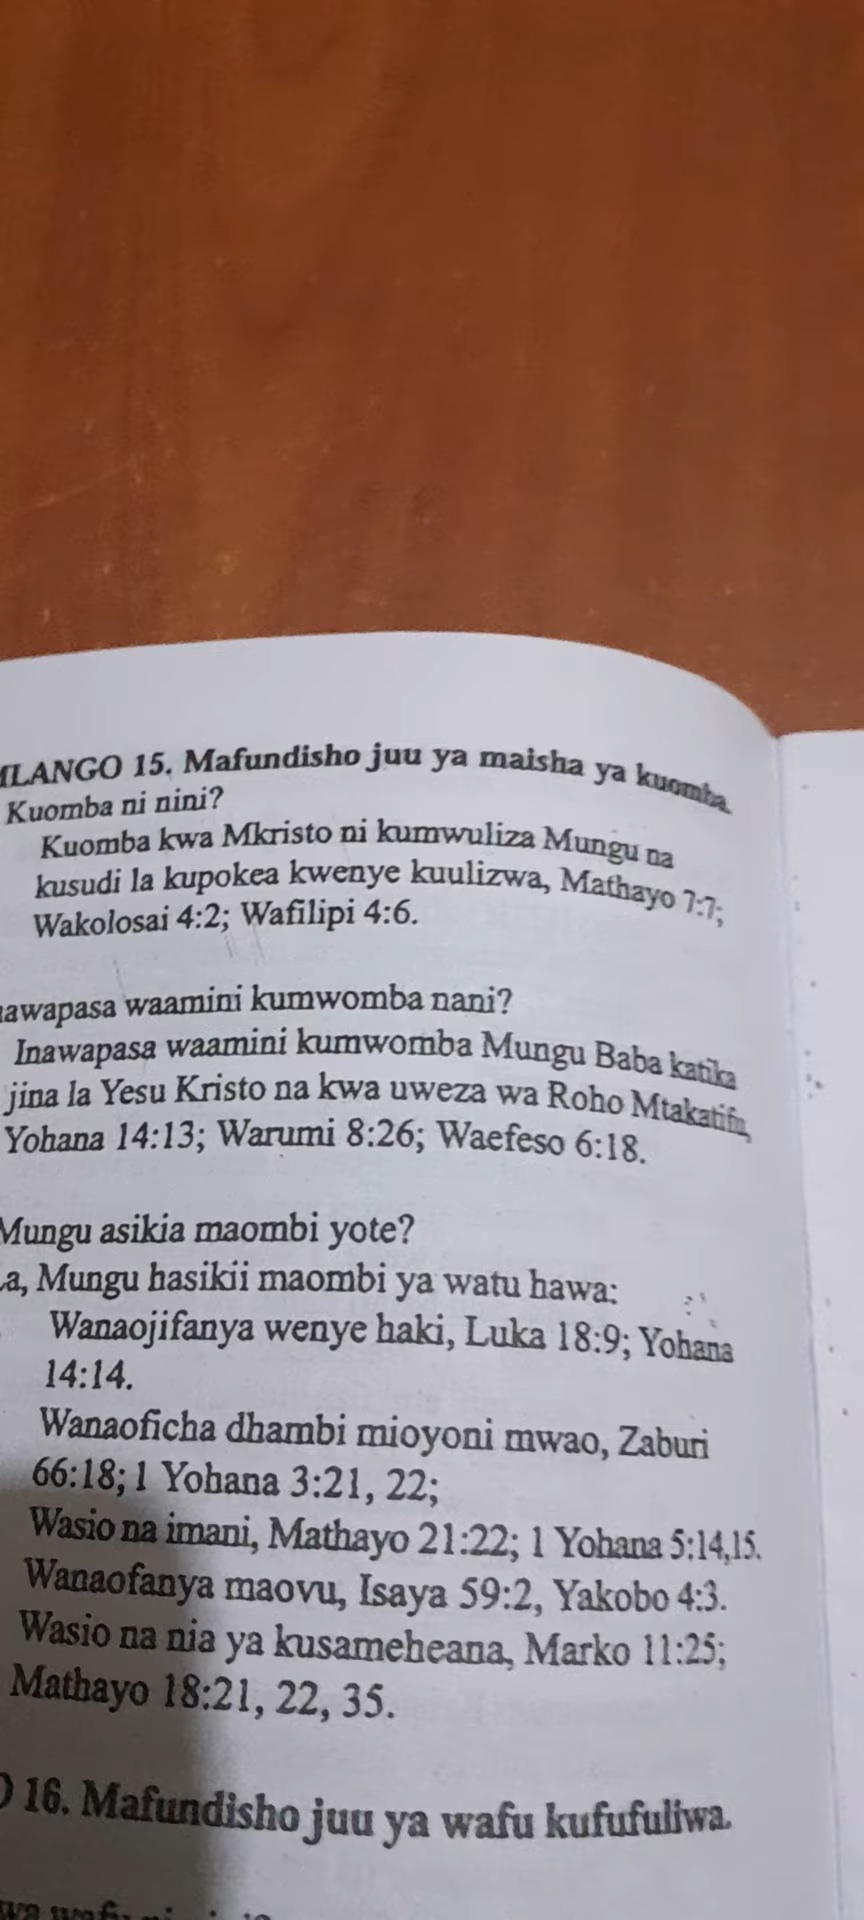 MLANGO 15. Mafundisho juu ya maisha ya kuomba.
Kuomba ni nini?
Kuomba kwa Mkristo ni kumwuliza Mungu na
kusudi la kupokea kwenye kuulizwa, Mathayo 7:7;
Wakolosai 4:2; Wafilipi 4:6.
nawapasa waamini kumwomba nani?
Inawapasa waamini kumwomba Mungu Baba katika
jina la Yesu Kristo na kwa uweza wa Roho Mtakatifu,
Yohana 14:13; Warumi 8:26; Waefeso 6:18.
Mungu asikia maombi yote?
La, Mungu hasikii maombi ya watu hawa:
Wanaojifanya wenye haki, Luka 18:9; Yohana
14:14.
Wanaoficha dhambi mioyoni mwao, Zaburi
66:18; 1 Yohana 3:21, 22;
Wasio na imani, Mathayo 21:22; 1 Yohana 5:14,15.
Wanaofanya maovu, Isaya 59:2, Yakobo 4:3.
Wasio na nia ya kusameheana, Marko 11:25;
Mathayo 18:21, 22, 35.
O 16. Mafundisho juu ya wafu kufufuliwa.